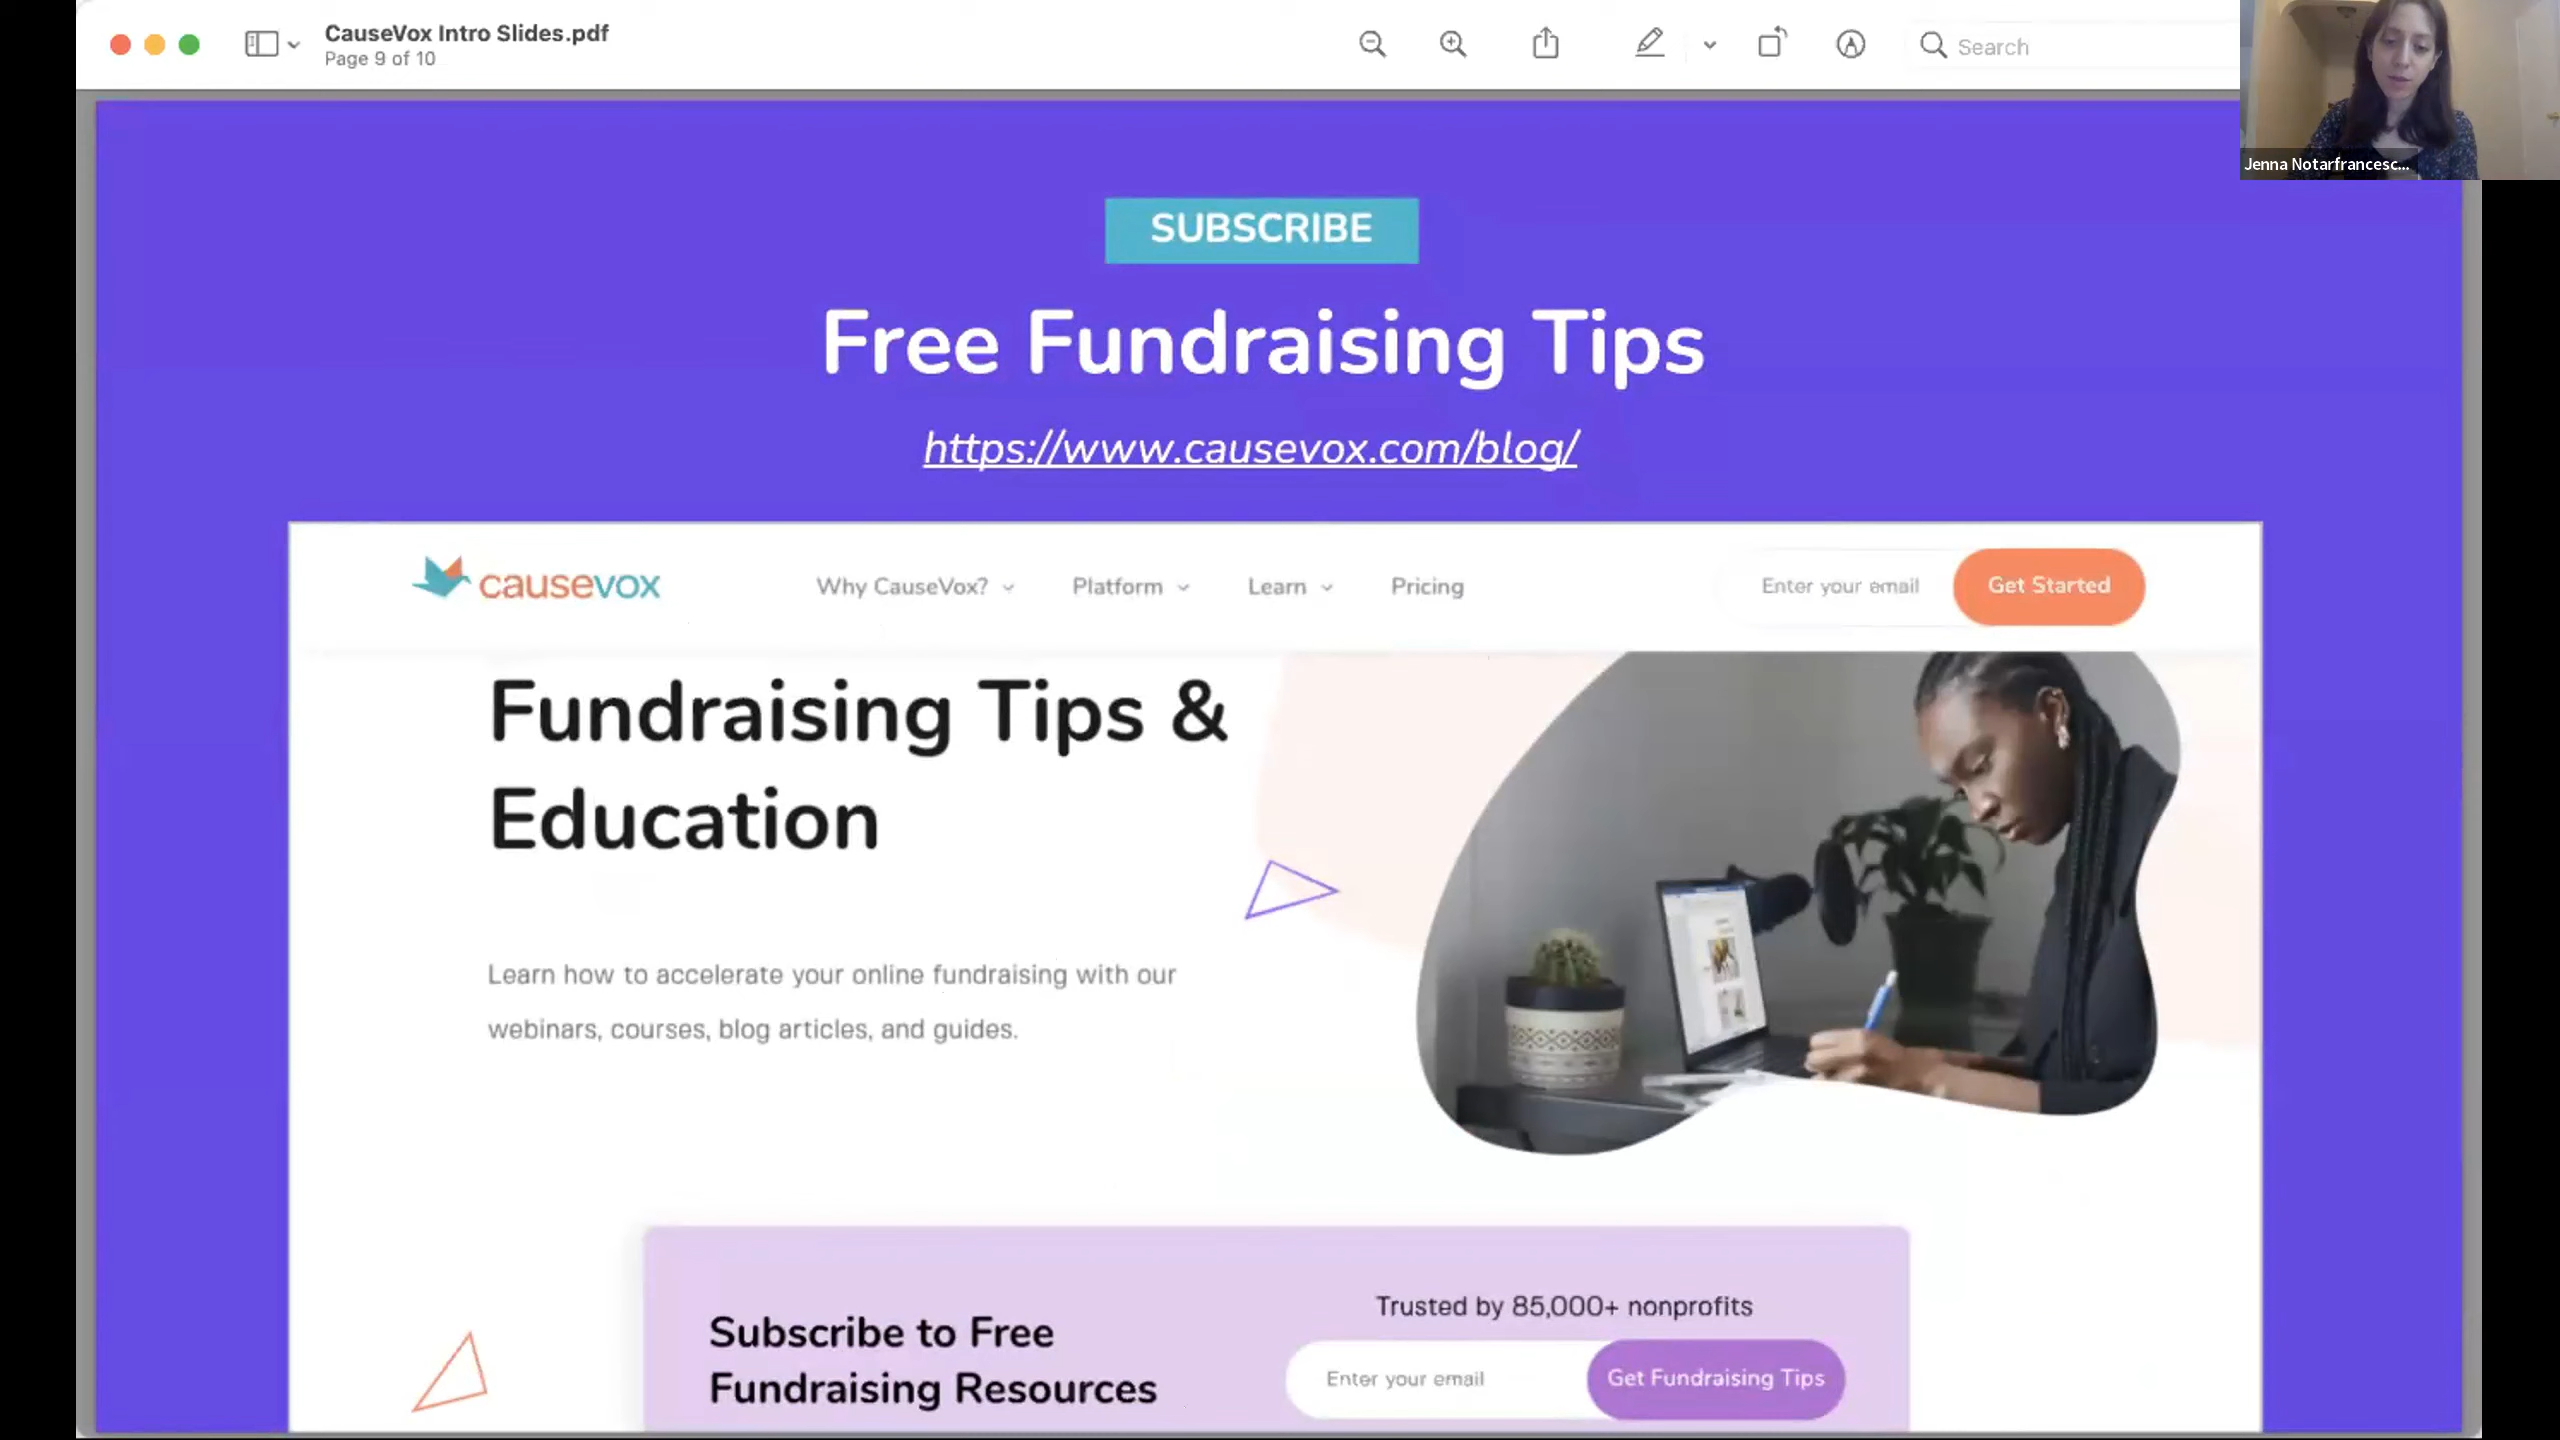 CauseVox Intro Slides.pdf
Page 9 of 10
Search
Jenna Notarfrancesc...
SUBSCRIBE
Free Fundraising Tips
https://www.causevox.com/blog/
causevox
Why CauseVox?
Platform
Learn
Pricing
Enter your email
Get Started
Fundraising Tips &
Education
Learn how to accelerate your online fundraising with our
webinars, courses, blog articles, and guides.
Subscribe to Free
Fundraising Resources
Trusted by 85,000+ nonprofits
Enter your email
Get Fundraising Tips